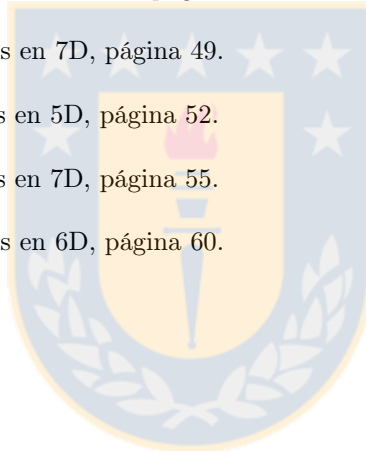 s en 7D, página 49.
s en 5D, página 52.
s en 7D, página 55.
s en 6D, página 60.